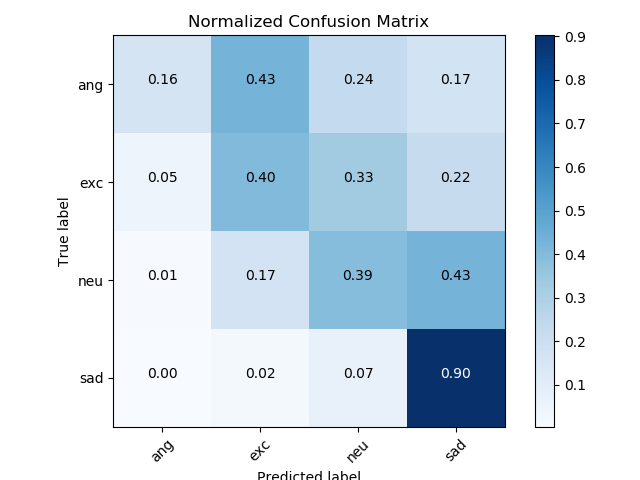 Normalized Confusion Matrix
ang 0.16 0.43 0.24 0.17
exc 0.05 0.40 0.33 0.22
neu 0.01 0.17 0.39 0.43
sad 0.00 0.02 0.07 0.90
ang exc neu sad
True label
Predicted label
0.9
0.8
0.7
0.6
0.5
0.4
0.3
0.2
0.1